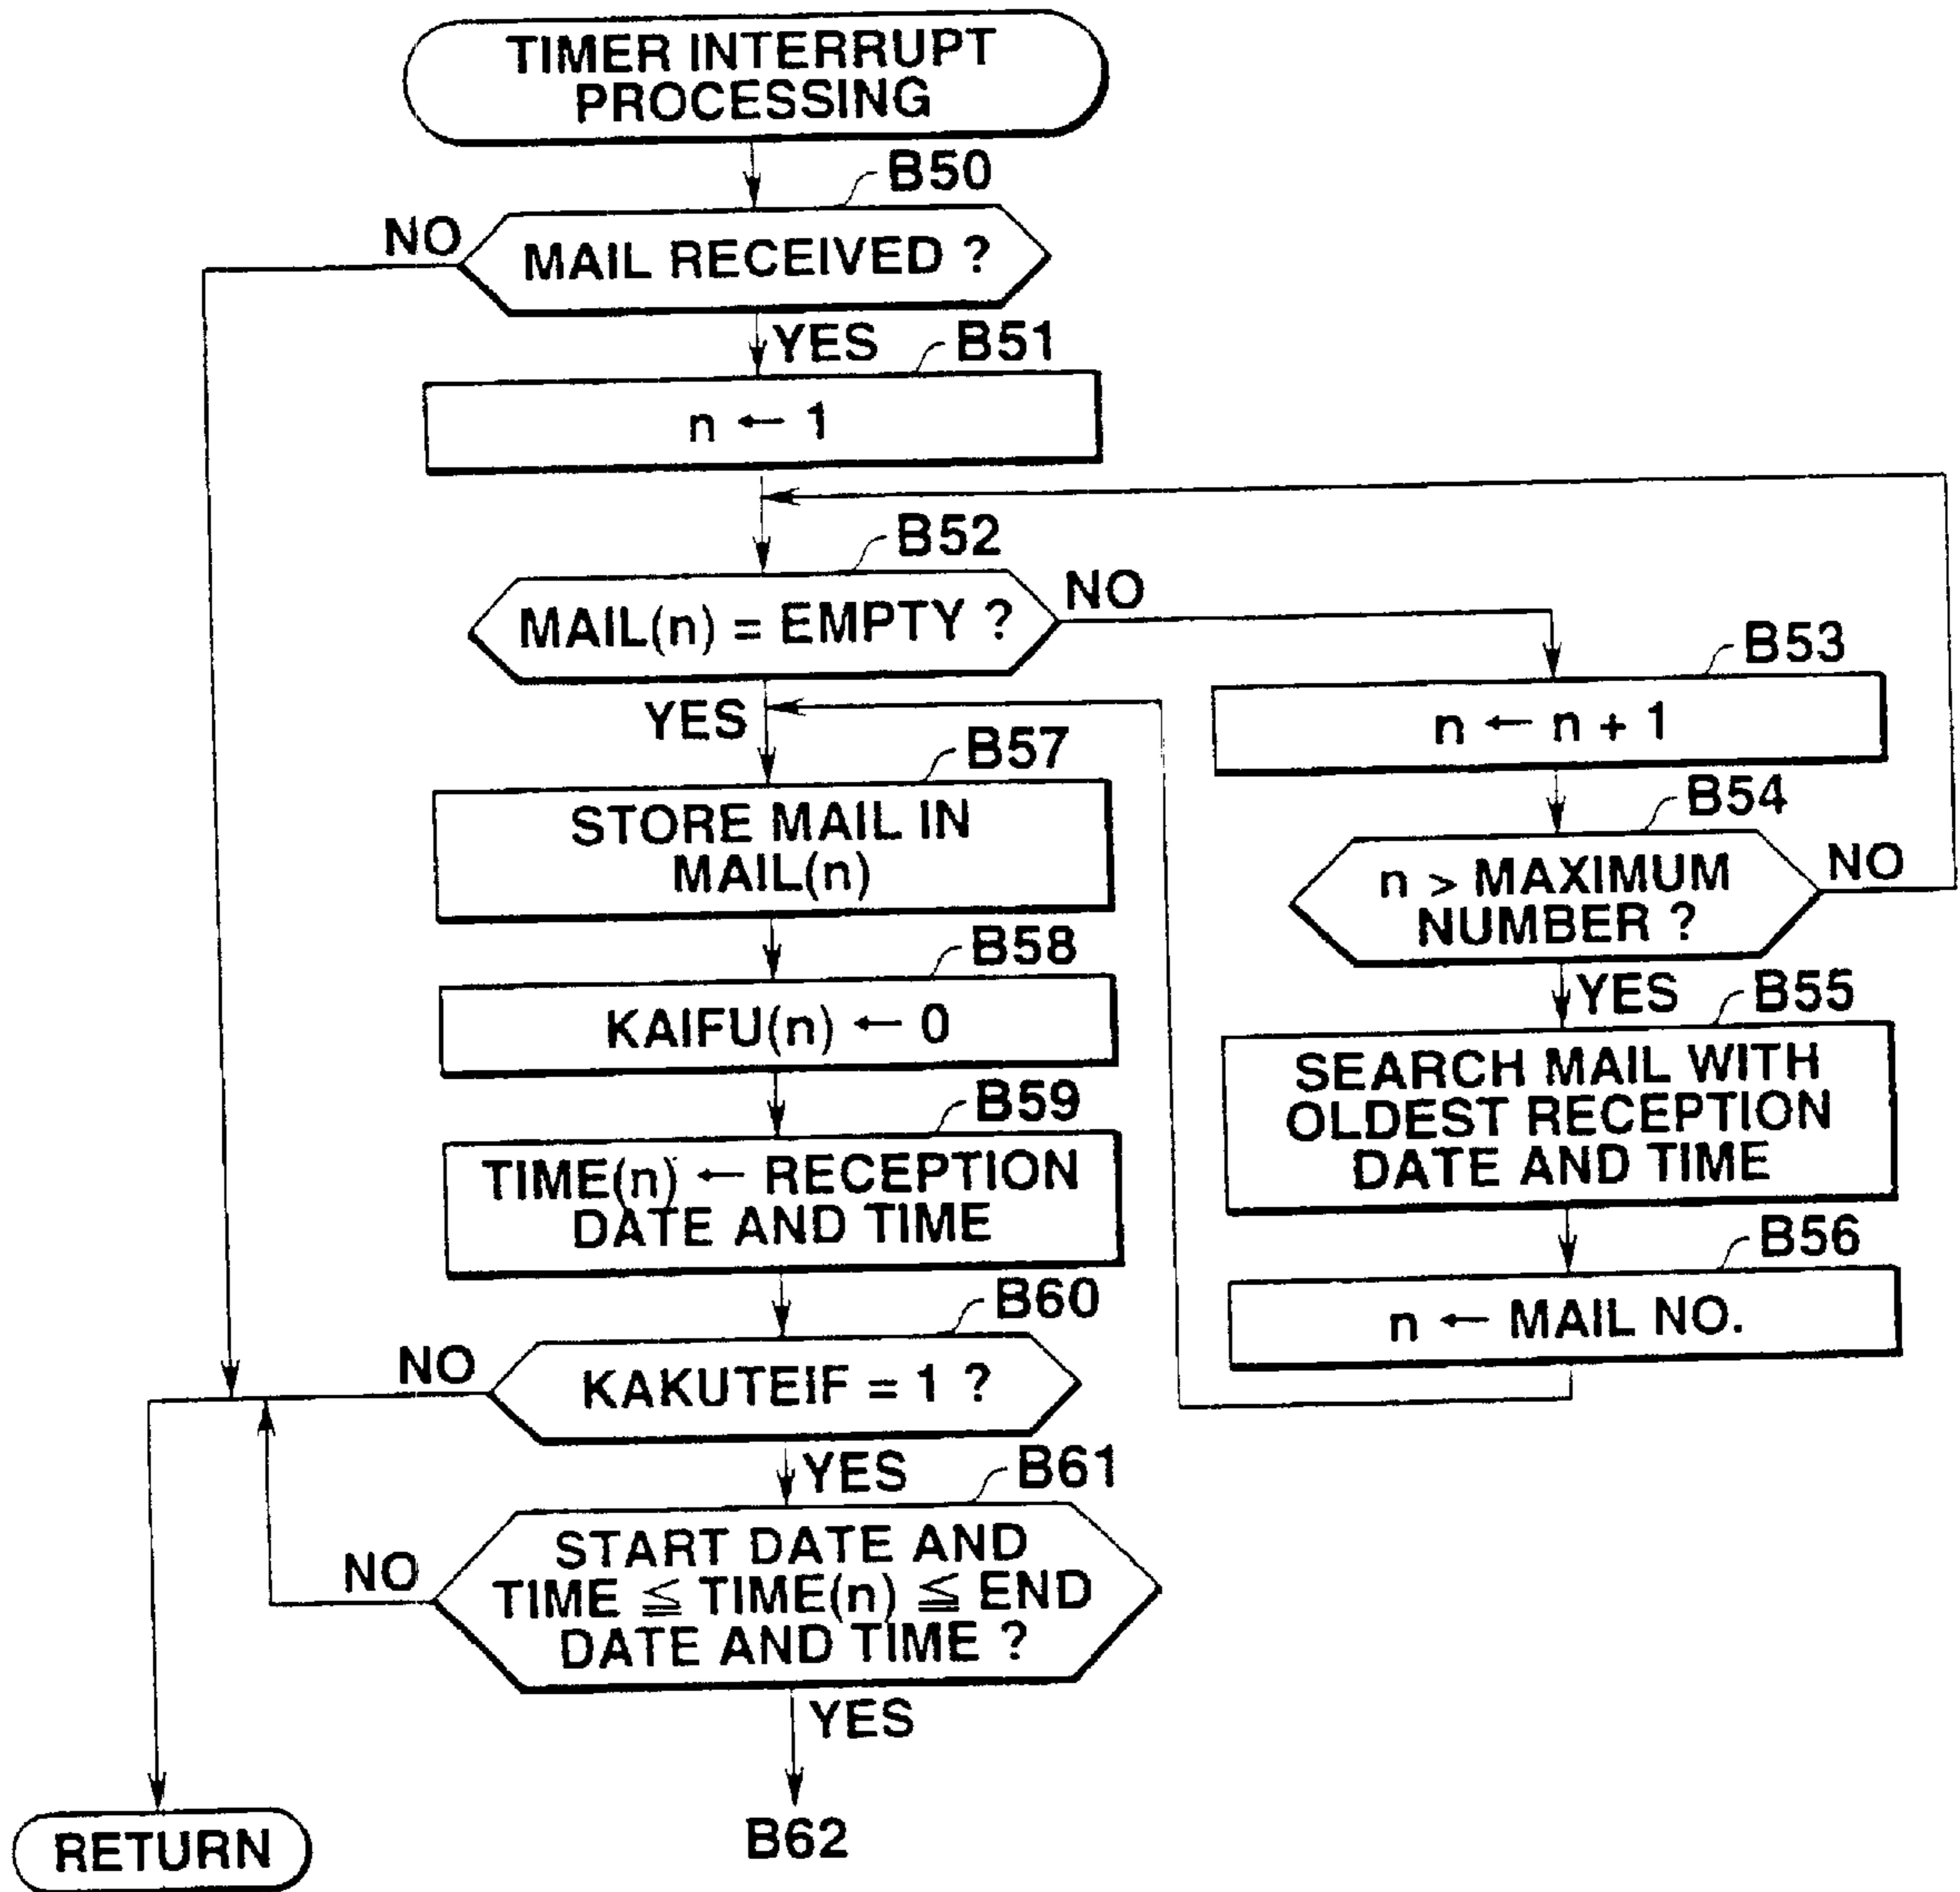 TIMER INTERRUPT
PROCESSING
B50
NO
MAIL RECEIVED ?
YES
B51
n ← 1
B52
MAIL(n) = EMPTY ?
NO
B53
n ← n + 1
B54
n > MAXIMUM
NUMBER ?
NO
YES
B55
SEARCH MAIL WITH
OLDEST RECEPTION
DATE AND TIME
B56
n ← MAIL NO.
YES
B57
STORE MAIL IN
MAIL(n)
B58
KAIFU(n) ← 0
B59
TIME(n) ← RECEPTION
DATE AND TIME
B60
NO
KAKUTEIF = 1 ?
YES
B61
NO
START DATE AND
TIME ≦ TIME(n) ≦ END
DATE AND TIME ?
YES
B62
RETURN